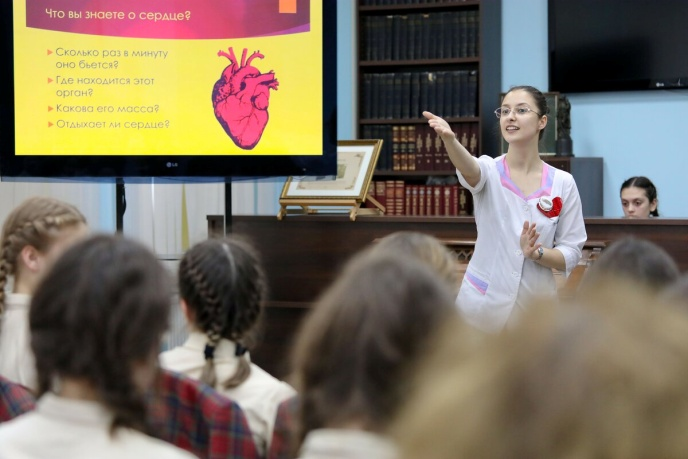 Что вы знаете о сердце?
Сколько раз в минуту
оно бьется?
Где находится этот
орган?
Какова его масса?
Отдыхает ли сердце?
LG